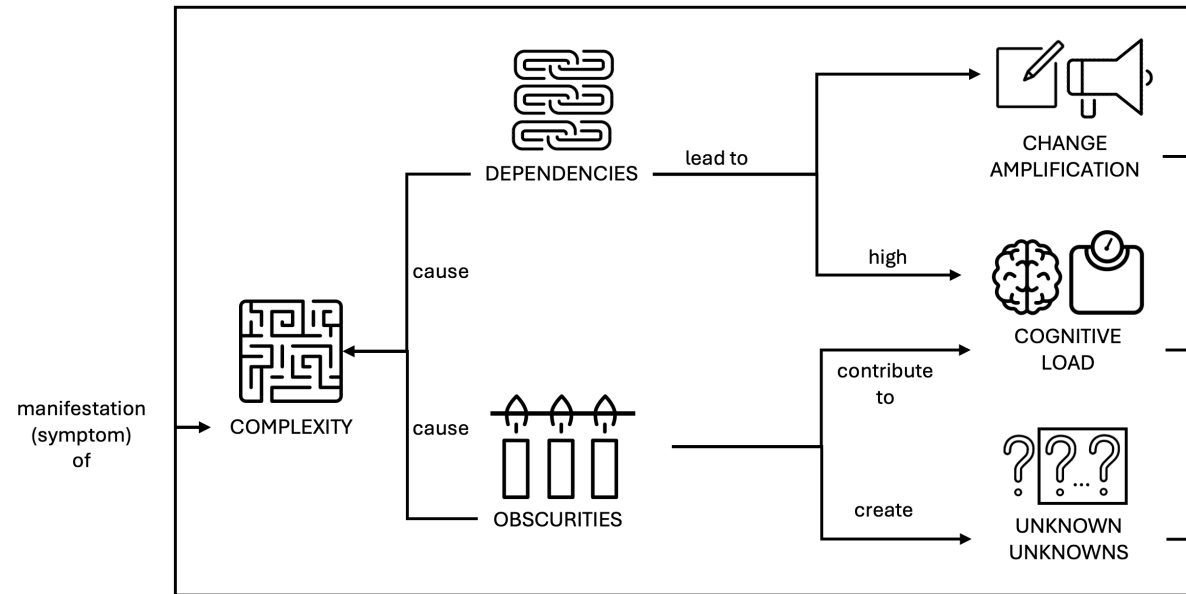 DEPENDENCIES
lead to
CHANGE
AMPLIFICATION
cause
high
COGNITIVE
LOAD
contribute
to
manifestation
(symptom)
of
COMPLEXITY
cause
OBSCURITIES
create
? ? ... ?
UNKNOWN
UNKNOWNS